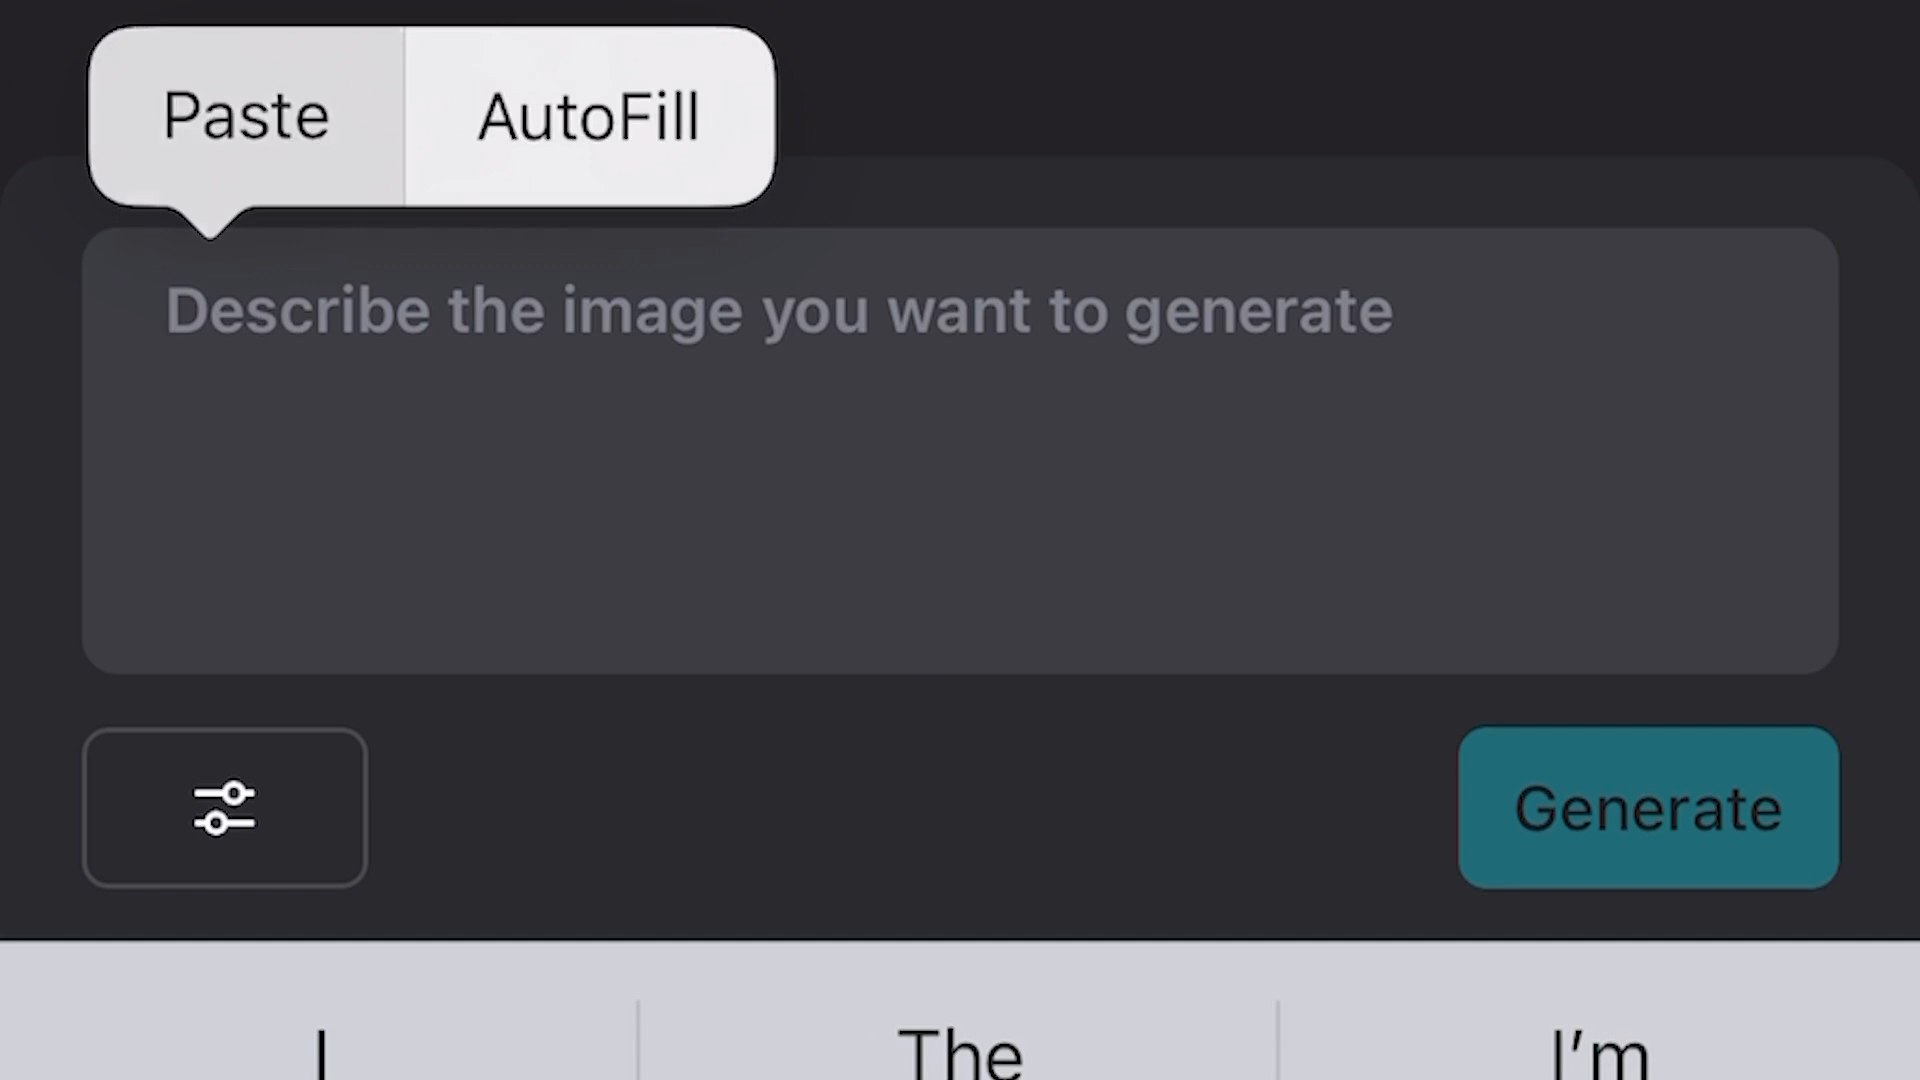 Paste AutoFill
Describe the image you want to generate
Generate
I The I'm